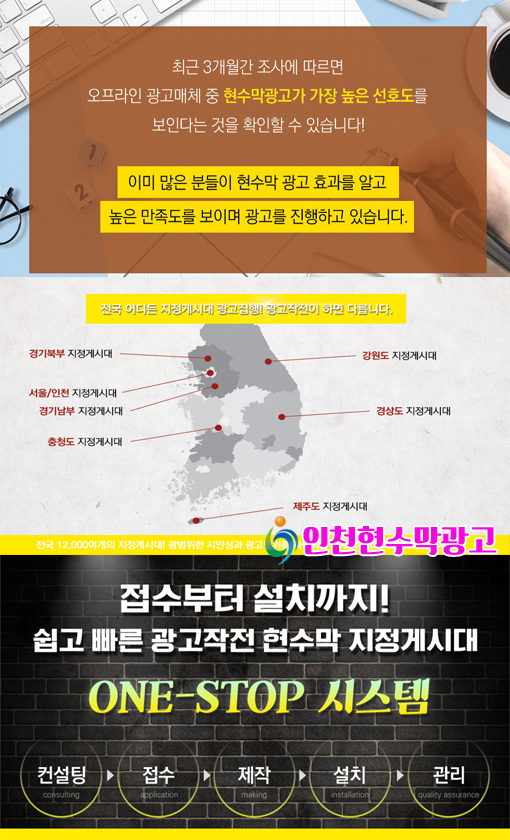 최근 3개월간 조사에 따르면
오프라인 광고매체 중 현수막광고가 가장 높은 선호도를
보인다는 것을 확인할 수 있습니다!
1
2
이미 많은 분들이 현수막 광고 효과를 알고
높은 만족도를 보이며 광고를 진행하고 있습니다.
전국 어디든 지정게시대 광고집행! 광고작전이 하면 다릅니다.
경기북부 지정게시대
강원도 지정게시대
서울/인천 지정게시대
경기남부 지정게시대
경상도 지정게시대
충청도 지정게시대
제주도 지정게시대
인천현수막광고
전국 12,000여개의 지정게시대! 광범위한 시안성과
접수부터 설치까지!
쉽고 빠른 광고작전 현수막 지정게시대
ONE-STOP 시스템
컨설팅 접수 제작 설치 관리
consulting application making installation quality assurance